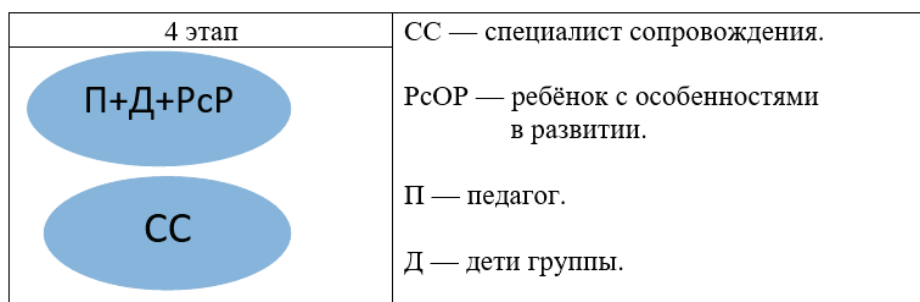 4 этап
П+Д+РсР
СС
СС — специалист сопровождения.
РсОР — ребёнок с особенностями
в развитии.
П — педагог.
Д — дети группы.